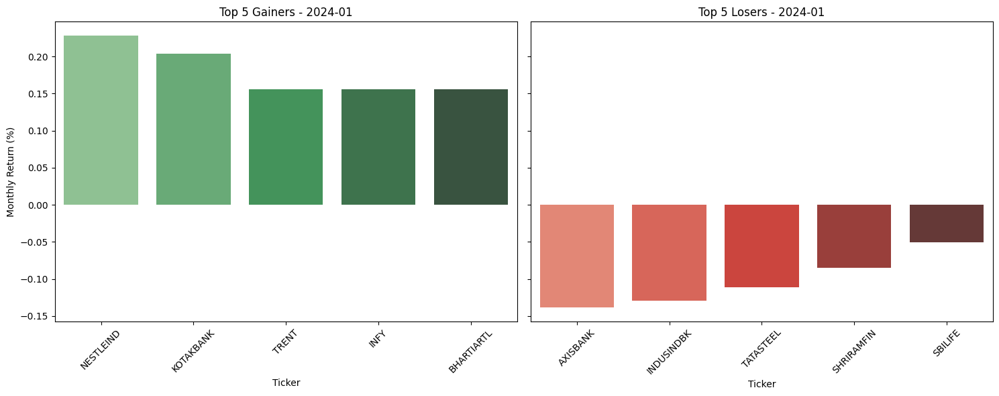 Top 5 Gainers - 2024-01
Monthly Return (%)
0.20
0.15
0.10
0.05
0.00
−0.05
−0.10
−0.15
NESTLEIND
KOTAKBANK
TRENT
INFY
BHARTIARTL
Ticker
Top 5 Losers - 2024-01
AXISBANK
INDUSINDBK
TATASTEEL
SHRIRAMFIN
SBILIFE
Ticker